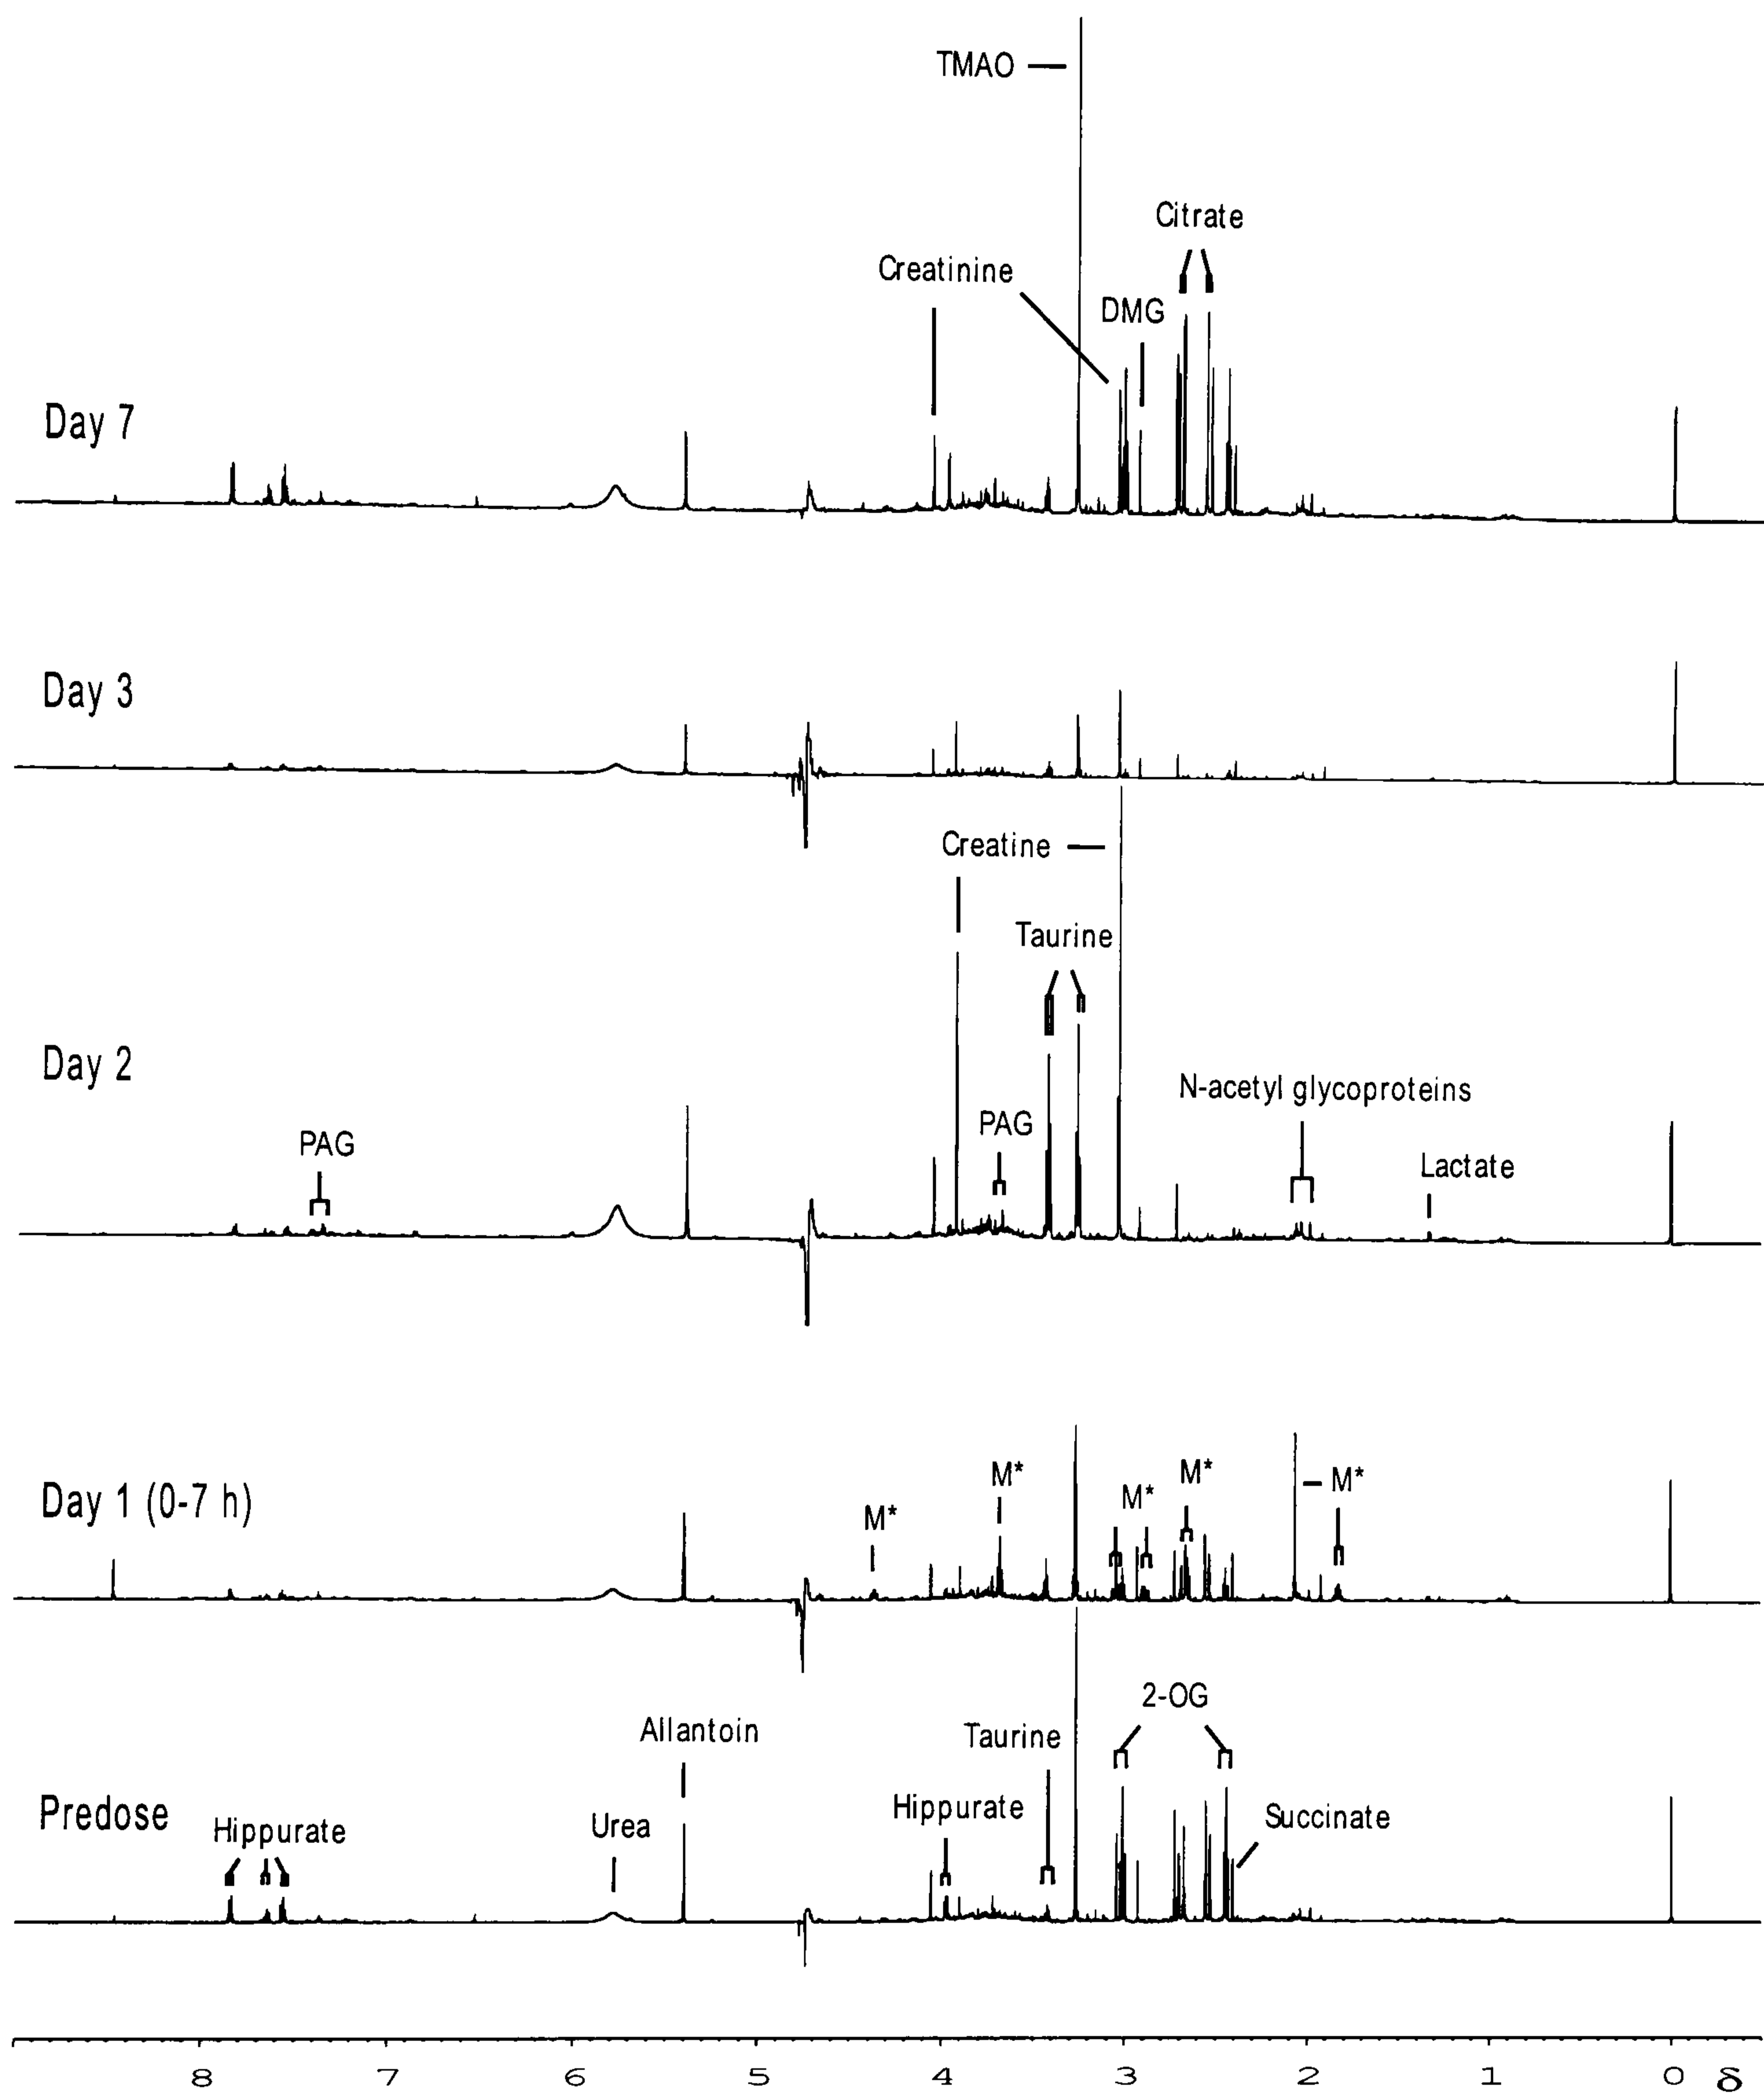 TMAO
Citrate
Creatinine
DMG
Day 7
Day 3
Creatine
Taurine
Day 2
N-acetyl glycoproteins
PAG
PAG
Lactate
M*
M*
M*
Day 1 (0-7 h)
M*
M*
2-OG
Allantoin
Taurine
Predose
Hippurate
Succinate
Urea
Hippurate
8 7 6 5 4 3 2 1 0 δ